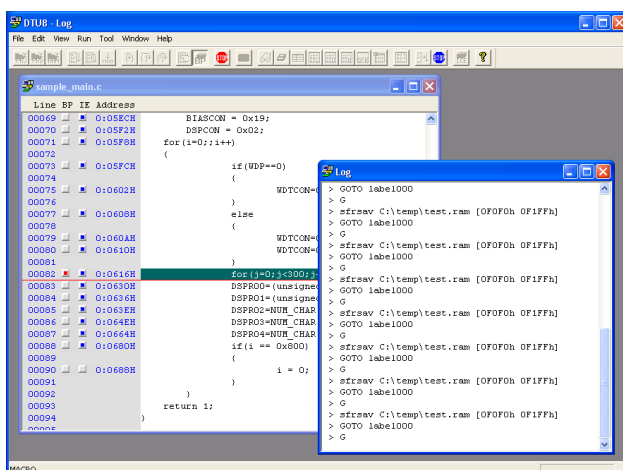 DTU8 - Log
File Edit View Run Tool Window Help
BP
sample_main.c
Line BP IE Address
00069 0:05ECH BIASCON = 0x19;
00070 0:05F2H DSPCON = 0x02;
00071 0:05F8H for(i=0;;i++)
00072 {
00073 0:05FCH if(WDP==0)
00074 {
00075 0:0602H WDTCON=
00076 }
00077 0:0608H else
00078 {
00079 0:060AH WDTCON=
00080 0:0610H WDTCON=
00081 }
00082 0:0616H for(j=0;j<300;j
00083 0:0630H DSPR00=(unsigne
00084 0:0636H DSPR01=(unsigne
00085 0:063EH DSPR02=NUM_CHAR
00086 0:064EH DSPR03=NUM_CHAR
00087 0:0664H DSPR04=NUM_CHAR
00088 0:0680H if(i == 0x800)
00089 {
00090 0:0688H i = 0;
00091 }
00092 }
00093 return 1;
00094 }
Log
> GOTO label000
> G
> sfrsav C:\temp\test.ram [0F0F0h 0F1FFh]
> GOTO label000
> G
> sfrsav C:\temp\test.ram [0F0F0h 0F1FFh]
> GOTO label000
> G
> sfrsav C:\temp\test.ram [0F0F0h 0F1FFh]
> GOTO label000
> G
> sfrsav C:\temp\test.ram [0F0F0h 0F1FFh]
> GOTO label000
> G
> sfrsav C:\temp\test.ram [0F0F0h 0F1FFh]
> GOTO label000
> G
> sfrsav C:\temp\test.ram [0F0F0h 0F1FFh]
> GOTO label000
> G
> sfrsav C:\temp\test.ram [0F0F0h 0F1FFh]
> GOTO label000
> G
MACRO